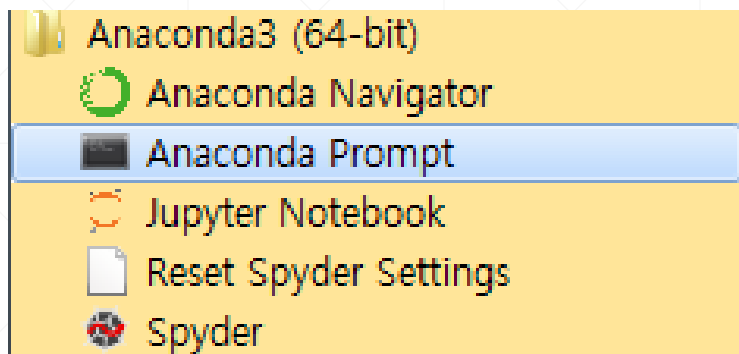 Anaconda3 (64-bit)
Anaconda Navigator
Anaconda Prompt
Jupyter Notebook
Reset Spyder Settings
Spyder